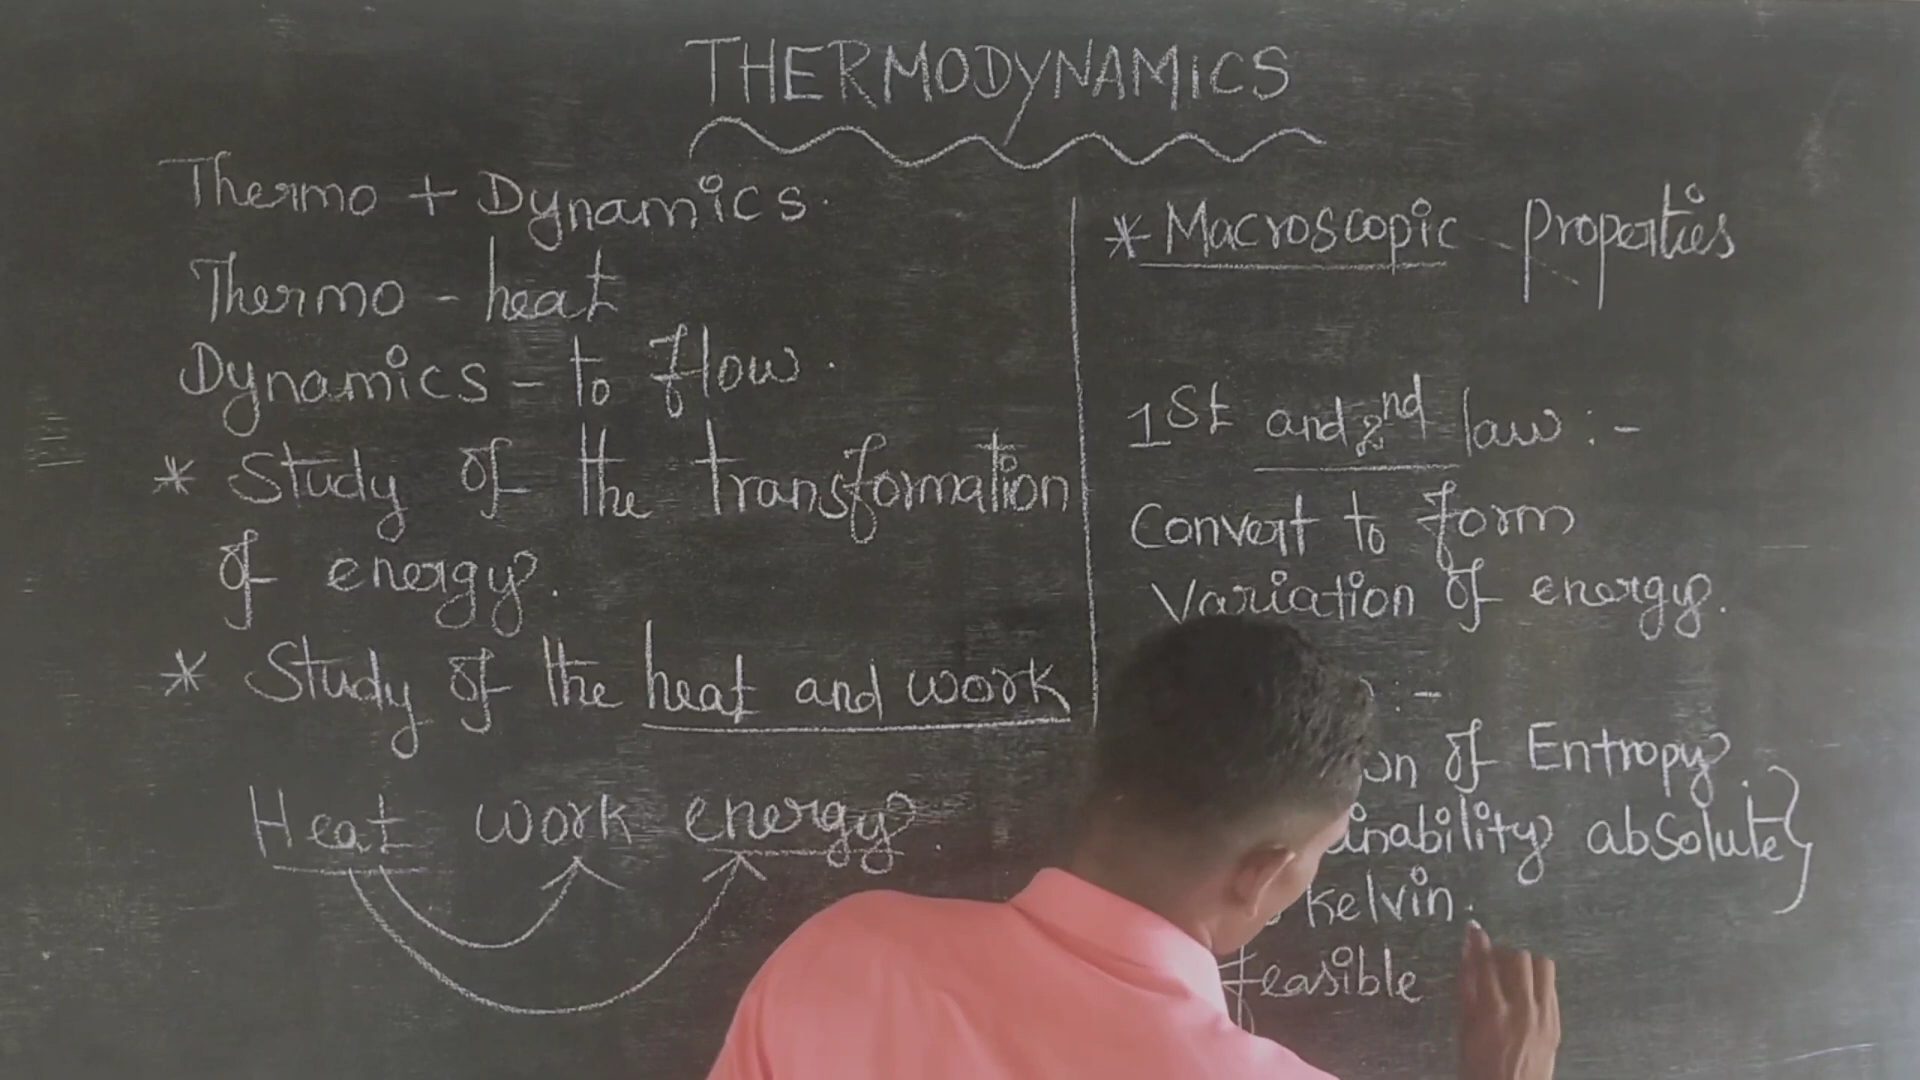 THERMODYNAMICS
Thermo + Dynamics.
Thermo - heat
Dynamics - to flow.
* Study of the transformation
of energy.
* Study of the heat and work
Heat work energy.
* Macroscopic properties
1st and 2nd law :-
Convert to form
Variation of energy.
:-
of Entropy.
absolute
Kelvin.
feasible